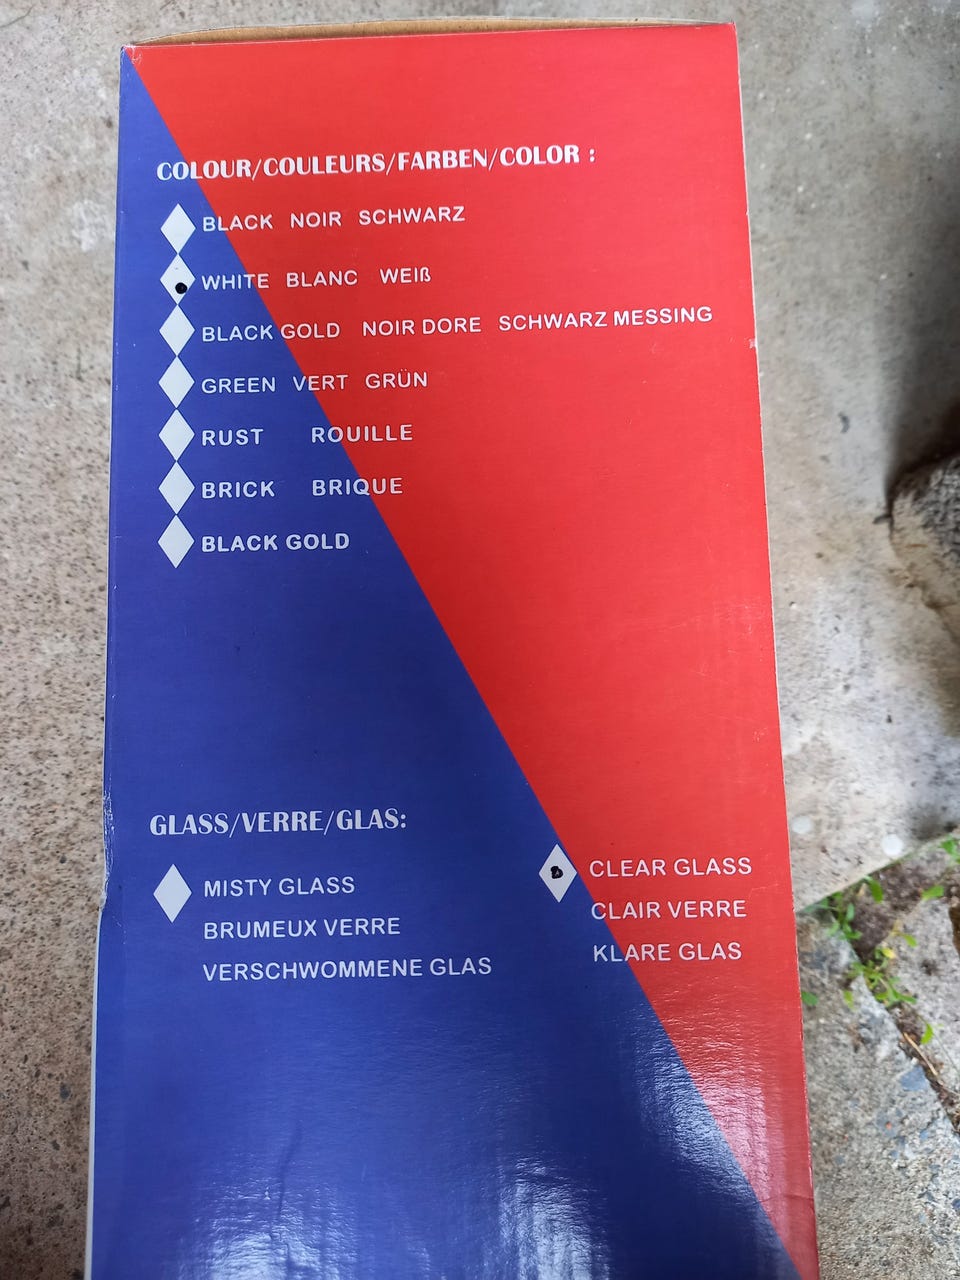 COLOUR/COULEURS/FARBEN/COLOR :
BLACK NOIR SCHWARZ
WHITE BLANC WEIß
BLACK GOLD NOIR DORE SCHWARZ MESSING
GREEN VERT GRÜN
RUST ROUILLE
BRICK BRIQUE
BLACK GOLD
GLASS/VERRE/GLAS:
MISTY GLASS
BRUMEUX VERRE
VERSCHWOMMENE GLAS
CLEAR GLASS
CLAIR VERRE
KLARE GLAS